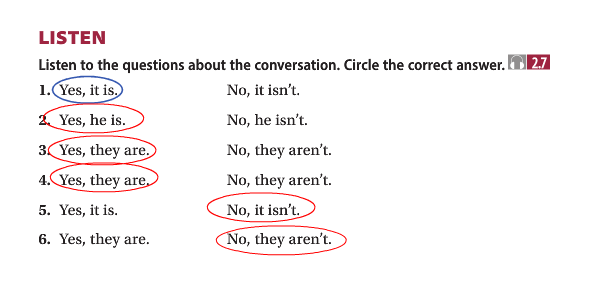 LISTEN
Listen to the questions about the conversation. Circle the correct answer. 2.7
1. Yes, it is. No, it isn't.
2. Yes, he is. No, he isn't.
3. Yes, they are. No, they aren't.
4. Yes, they are. No, they aren't.
5. Yes, it is. No, it isn't.
6. Yes, they are. No, they aren't.